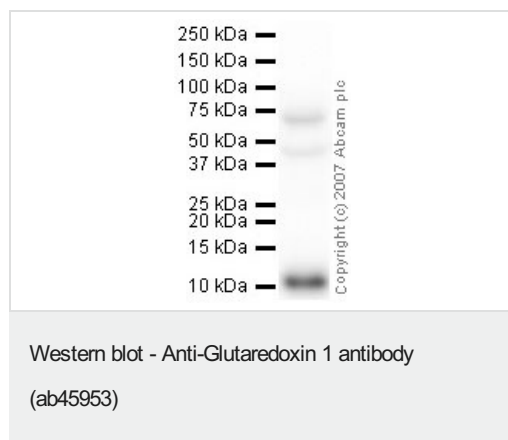 250 kDa
150 kDa
100 kDa
75 kDa
50 kDa
37 kDa
25 kDa
20 kDa
15 kDa
10 kDa
Copyright (c) 2007 Abcam plc
Western blot - Anti-Glutaredoxin 1 antibody
(ab45953)